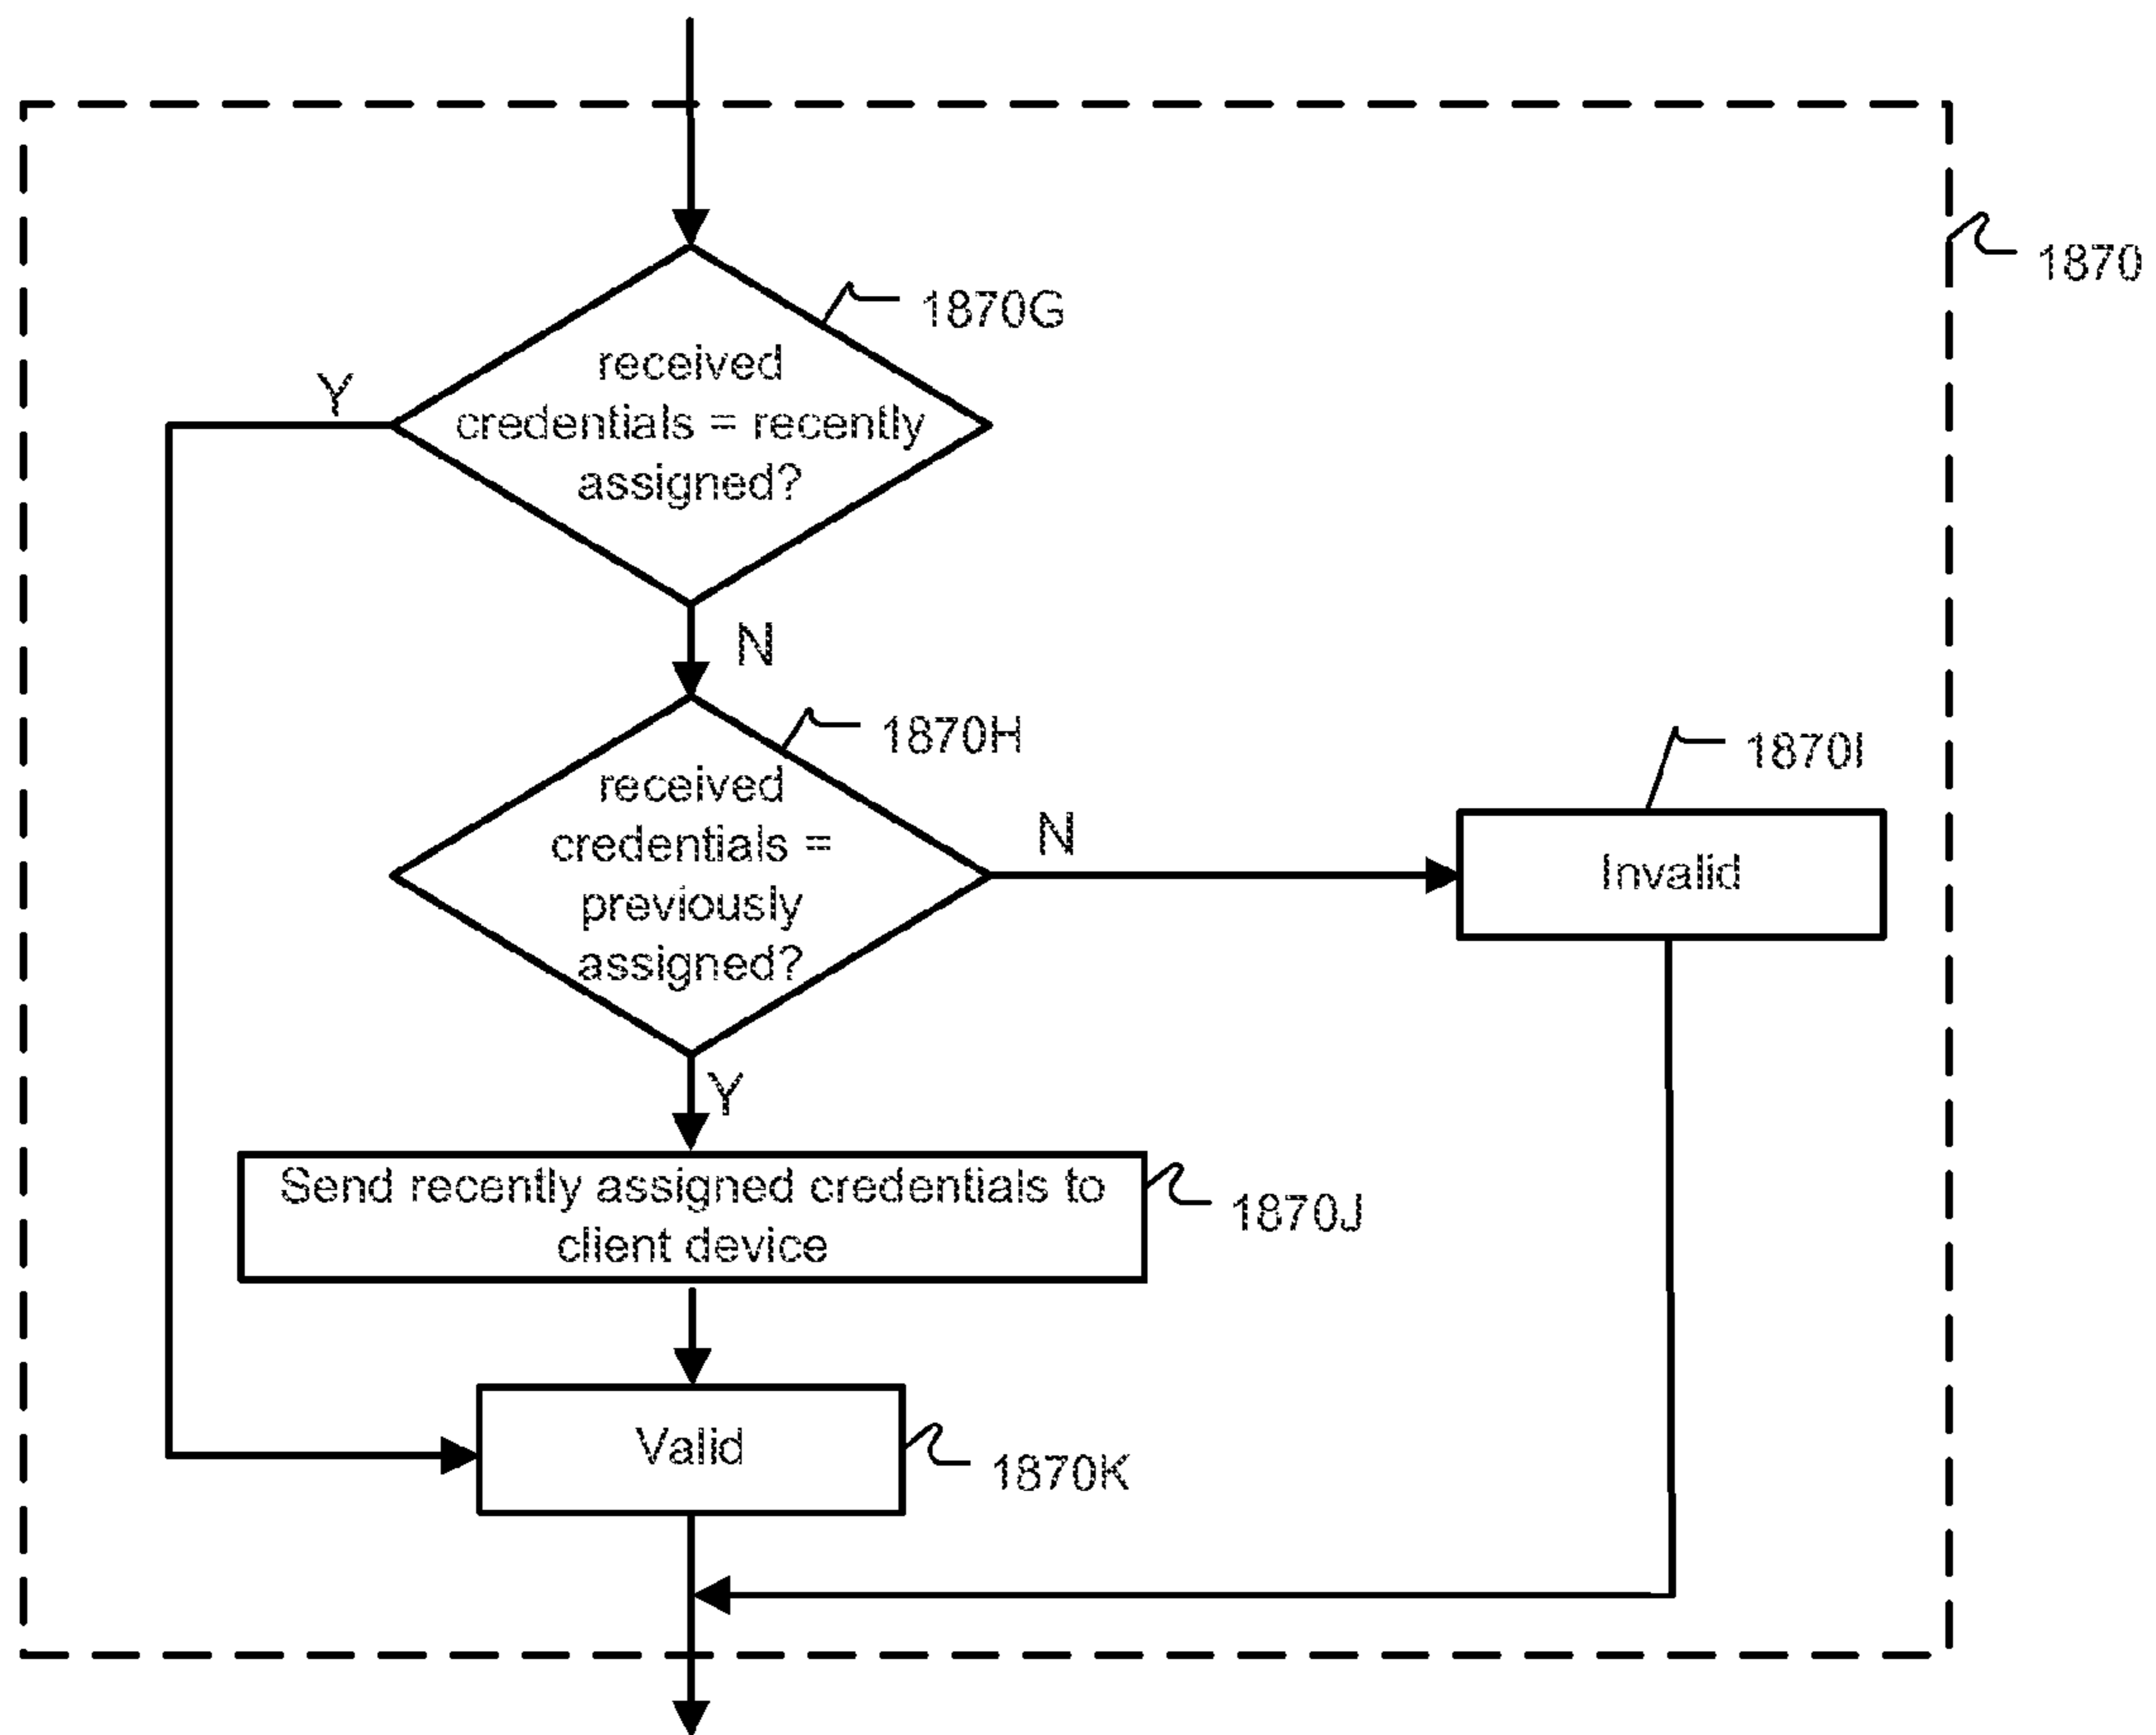 1870
1870G
received
credentials = recently
assigned?
Y
N
1870H
received
credentials =
previously
assigned?
N
1870I
Invalid
Y
Send recently assigned credentials to
client device
1870J
Valid
1870K